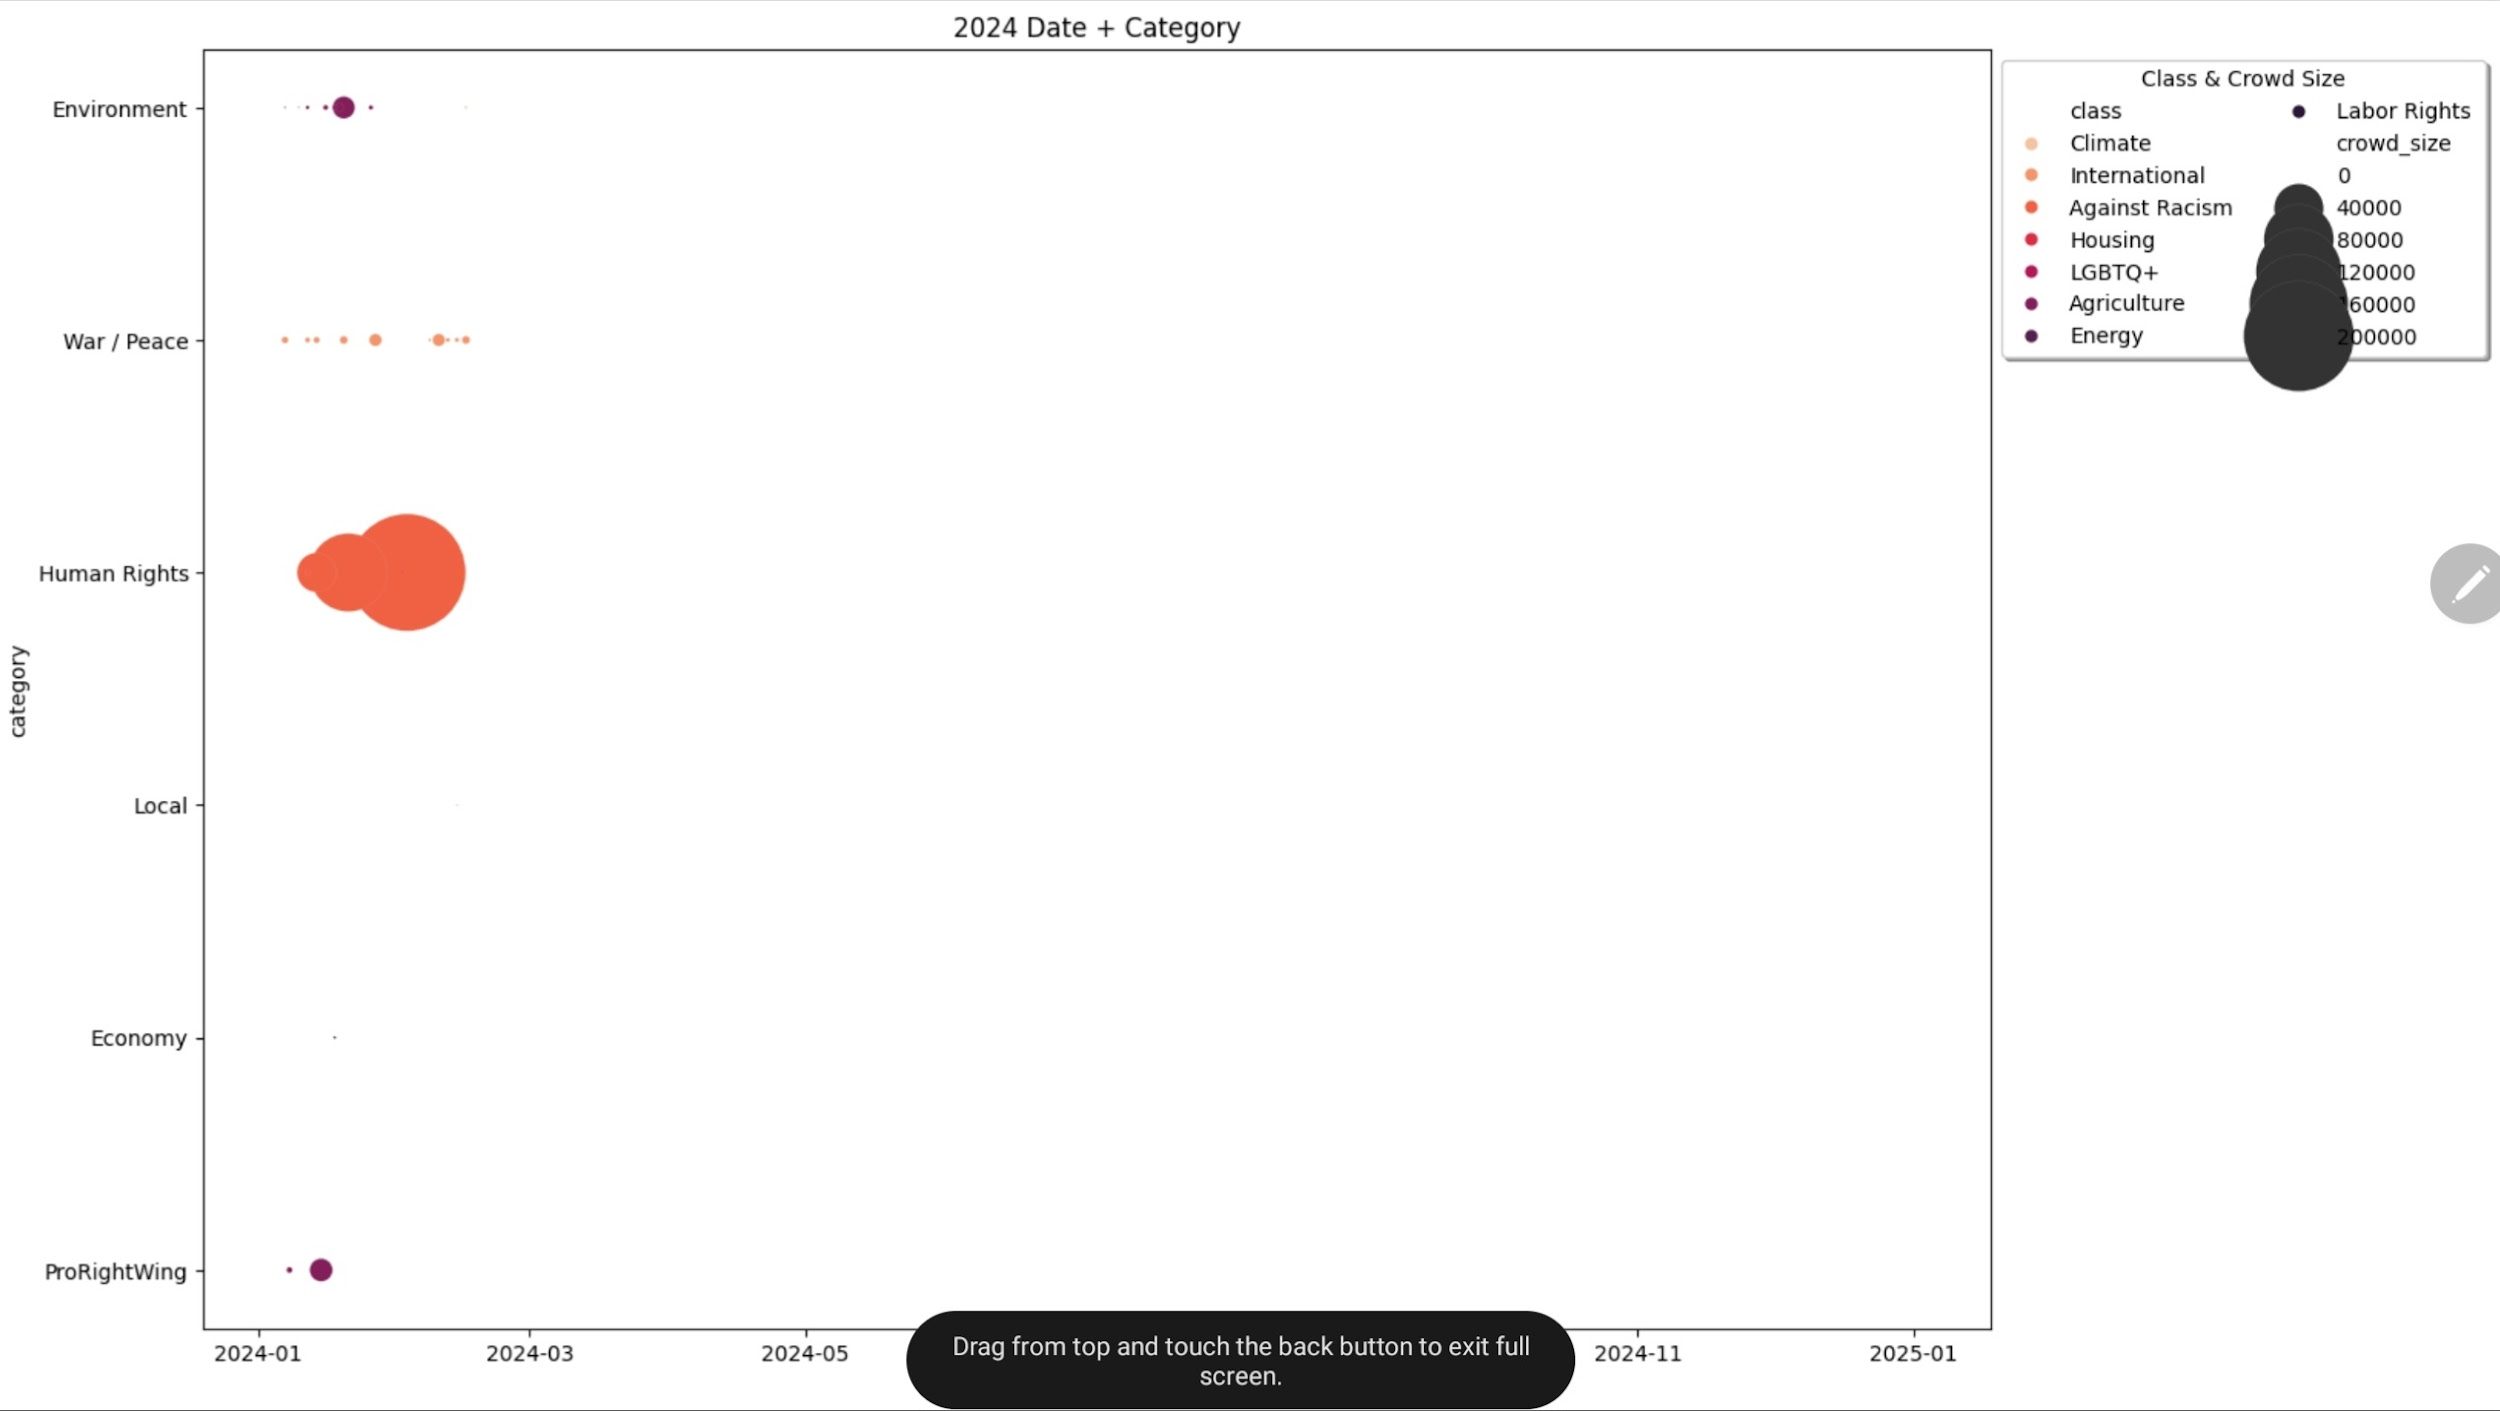 2024 Date + Category
Environment
War / Peace
Human Rights
Local
Economy
ProRightWing
category
2024-01
2024-03
2024-05
2024-11
2025-01
Class & Crowd Size
class
Climate
International
Against Racism
Housing
LGBTQ+
Agriculture
Energy
Labor Rights
crowd_size
0
40000
80000
120000
160000
200000
Drag from top and touch the back button to exit full
screen.